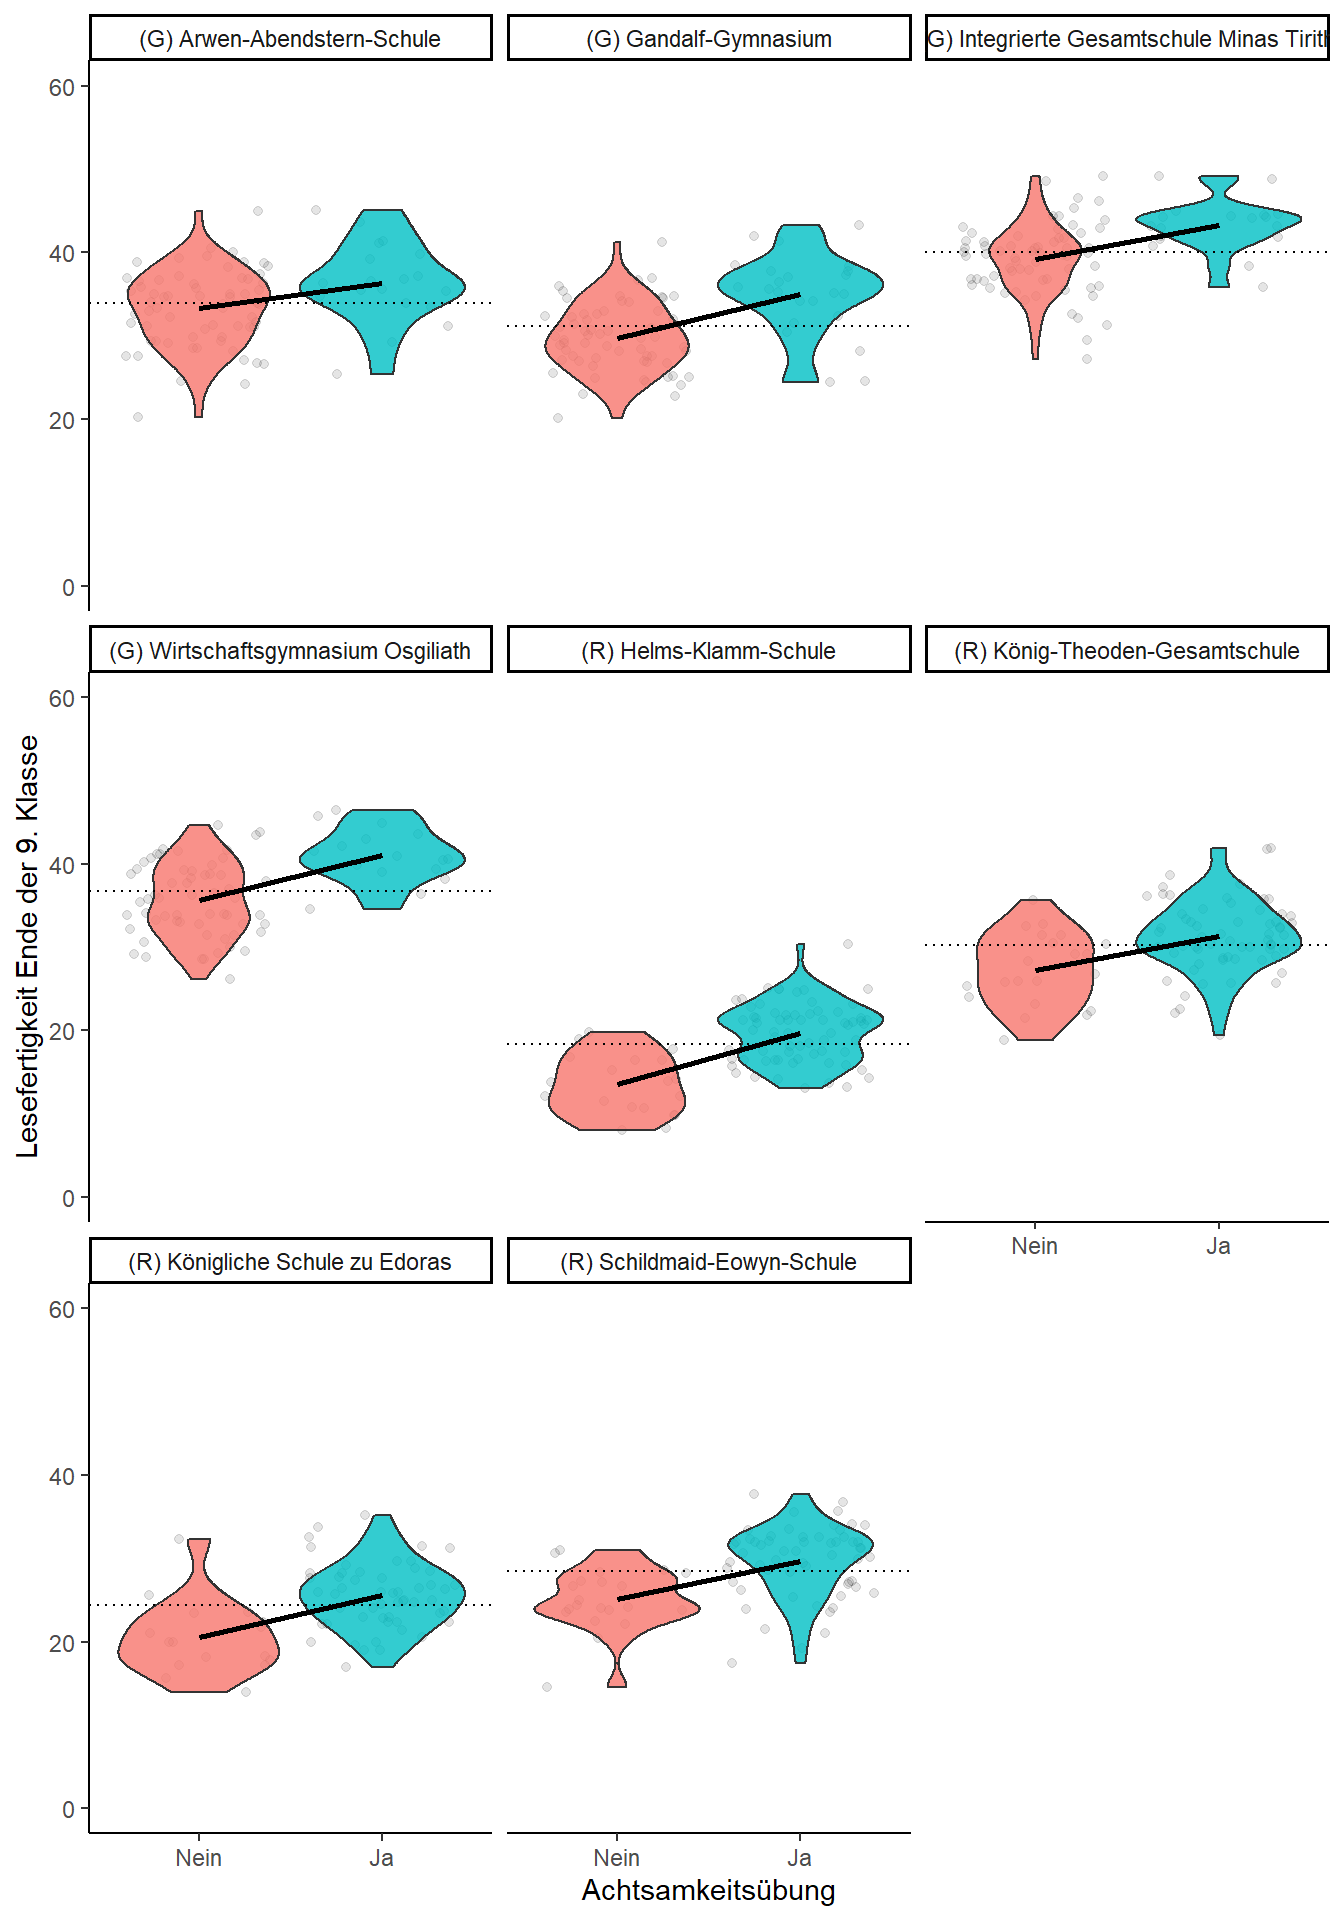 (G) Arwen-Abendstern-Schule
(G) Gandalf-Gymnasium
G) Integrierte Gesamtschule Minas Tirith
60
40
20
0
(G) Wirtschaftsgymnasium Osgiliath
(R) Helms-Klamm-Schule
(R) König-Theoden-Gesamtschule
Lesefertigkeit Ende der 9. Klasse
60
40
20
0
Nein
Ja
(R) Königliche Schule zu Edoras
(R) Schildmaid-Eowyn-Schule
60
40
20
0
Nein
Ja
Nein
Ja
Achtsamkeitsübung